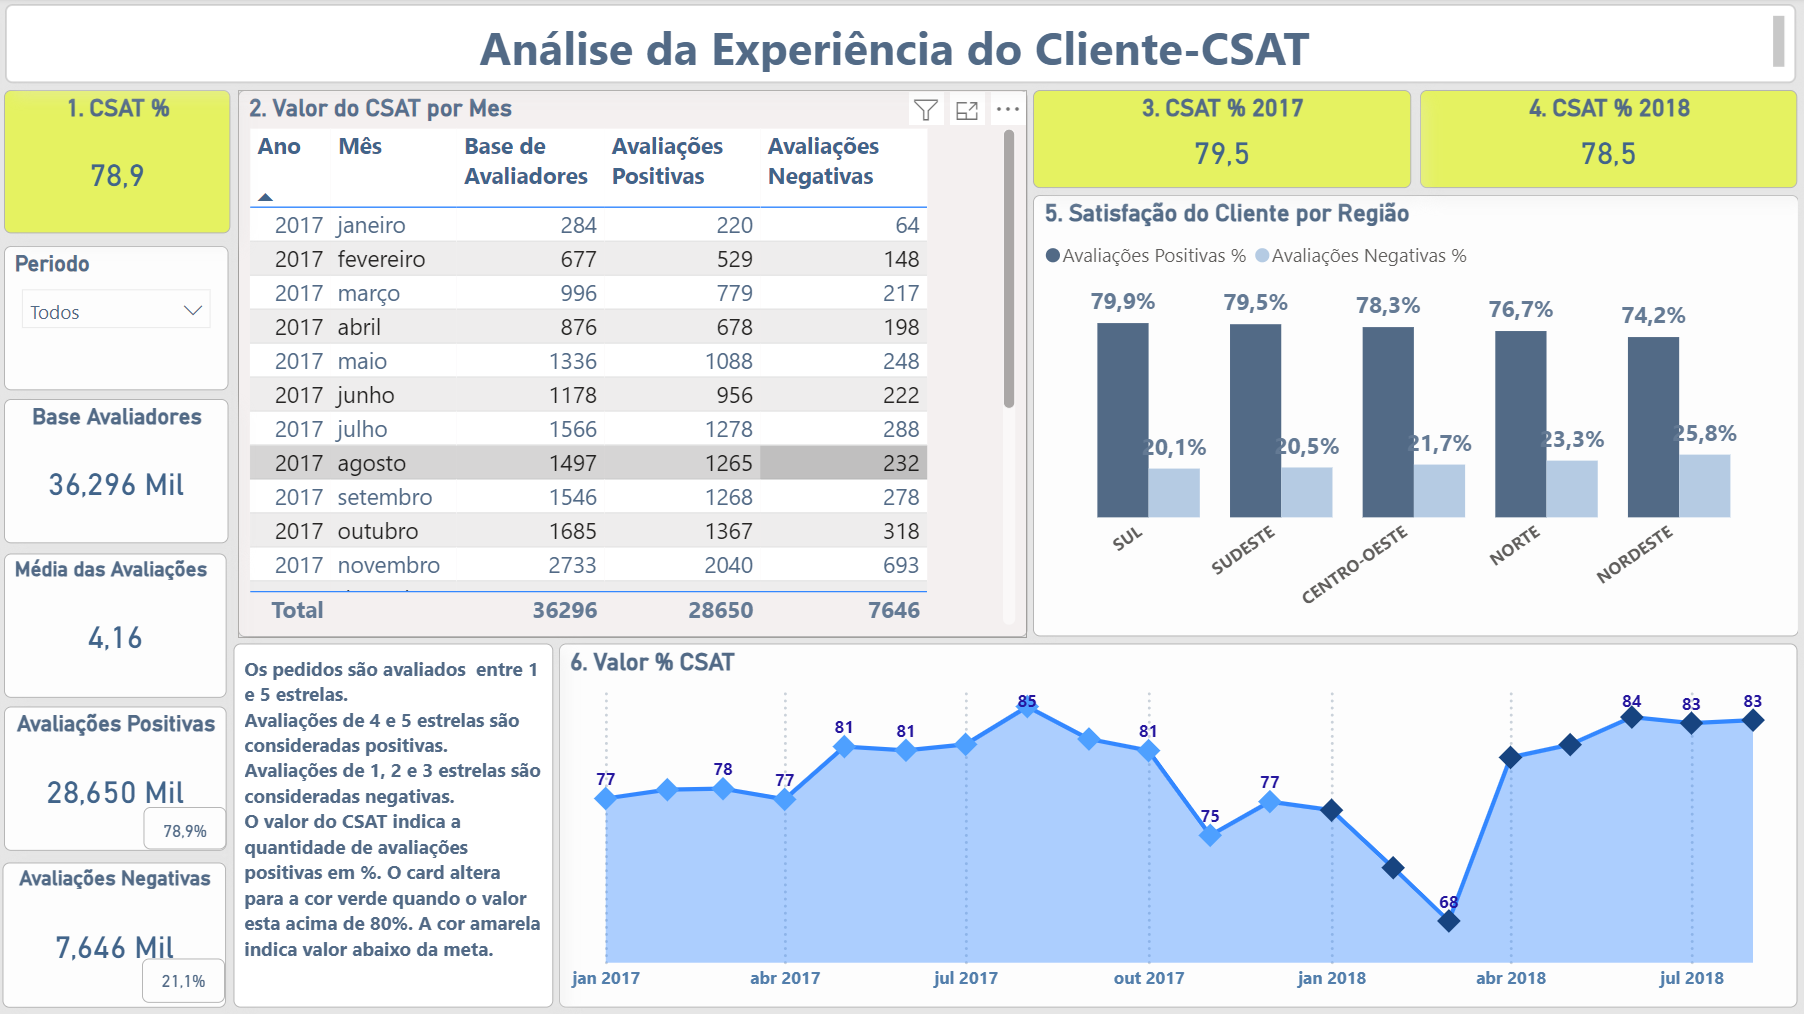 Análise da Experiência do Cliente-CSAT
1. CSAT %
78,9
Periodo
Todos
Base Avaliadores
36,296 Mil
Média das Avaliações
4,16
Avaliações Positivas
28,650 Mil
78,9%
Avaliações Negativas
7,646 Mil
21,1%
2. Valor do CSAT por Mes
Ano Mês Base de Avaliadores Avaliações Positivas Avaliações Negativas
2017 janeiro 284 220 64
2017 fevereiro 677 529 148
2017 março 996 779 217
2017 abril 876 678 198
2017 maio 1336 1088 248
2017 junho 1178 956 222
2017 julho 1566 1278 288
2017 agosto 1497 1265 232
2017 setembro 1546 1268 278
2017 outubro 1685 1367 318
2017 novembro 2733 2040 693
Total 36296 28650 7646
3. CSAT % 2017
79,5
4. CSAT % 2018
78,5
5. Satisfação do Cliente por Região
Avaliações Positivas % Avaliações Negativas %
79,9% 79,5% 78,3% 76,7% 74,2%
20,1% 20,5% 21,7% 23,3% 25,8%
SUL SUDESTE CENTRO-OESTE NORTE NORDESTE
Os pedidos são avaliados entre 1
e 5 estrelas.
Avaliações de 4 e 5 estrelas são
consideradas positivas.
Avaliações de 1, 2 e 3 estrelas são
consideradas negativas.
O valor do CSAT indica a
quantidade de avaliações
positivas em %. O card altera
para a cor verde quando o valor
esta acima de 80%. A cor amarela
indica valor abaixo da meta.
6. Valor % CSAT
77 78 77 81 81 85 81 75 77 68 84 83 83
jan 2017 abr 2017 jul 2017 out 2017 jan 2018 abr 2018 jul 2018